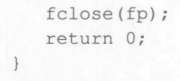 fclose(fp);
return 0;
}